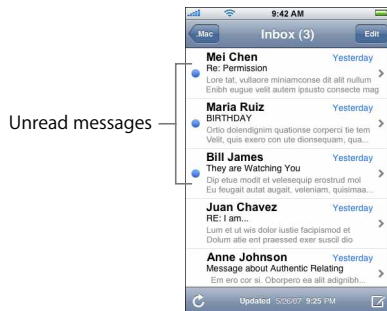 9:42 AM
.Mac
Inbox (3)
Edit
Unread messages
Mei Chen Yesterday
Re: Permission
Lore tat, vullaore miniamconse dit alit nullum
Enibh eugue velit autem ipsusto consecte mag
Maria Ruiz Yesterday
BIRTHDAY
Ortio dolendignim quationse corperci tie tem
Velit, quis exero con ute dionsequam, qua...
Bill James Yesterday
They are Watching You
Dip etue modit et velesequip erostrud mol
Eu feugait autat augait, veleniam, quisimaa...
Juan Chavez Yesterday
RE: I am...
Lum et ut wis dolor iustie facipismod et
Dolum atie ent praessed exer suscil dio
Anne Johnson Yesterday
Message about Authentic Relating
Em ero cor si. Oborpero ea alit adignibh...
Updated 5/26/07 9:25 PM